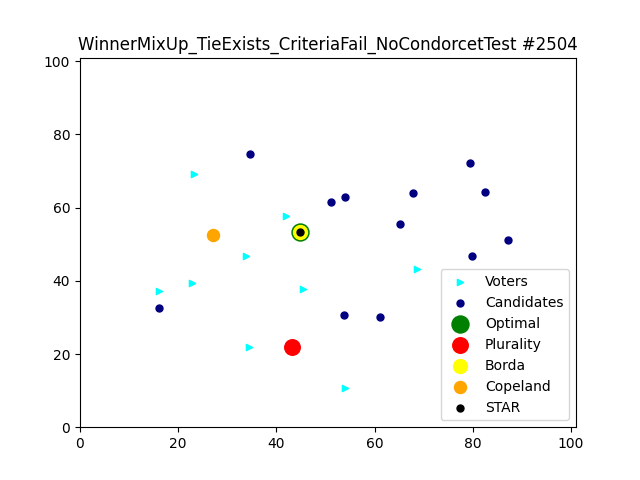 WinnerMixUp_TieExists_CriteriaFail_NoCondorcetTest #2504
100
80
60
40
20
0
Voters
Candidates
Optimal
Plurality
Borda
Copeland
STAR
0 20 40 60 80 100